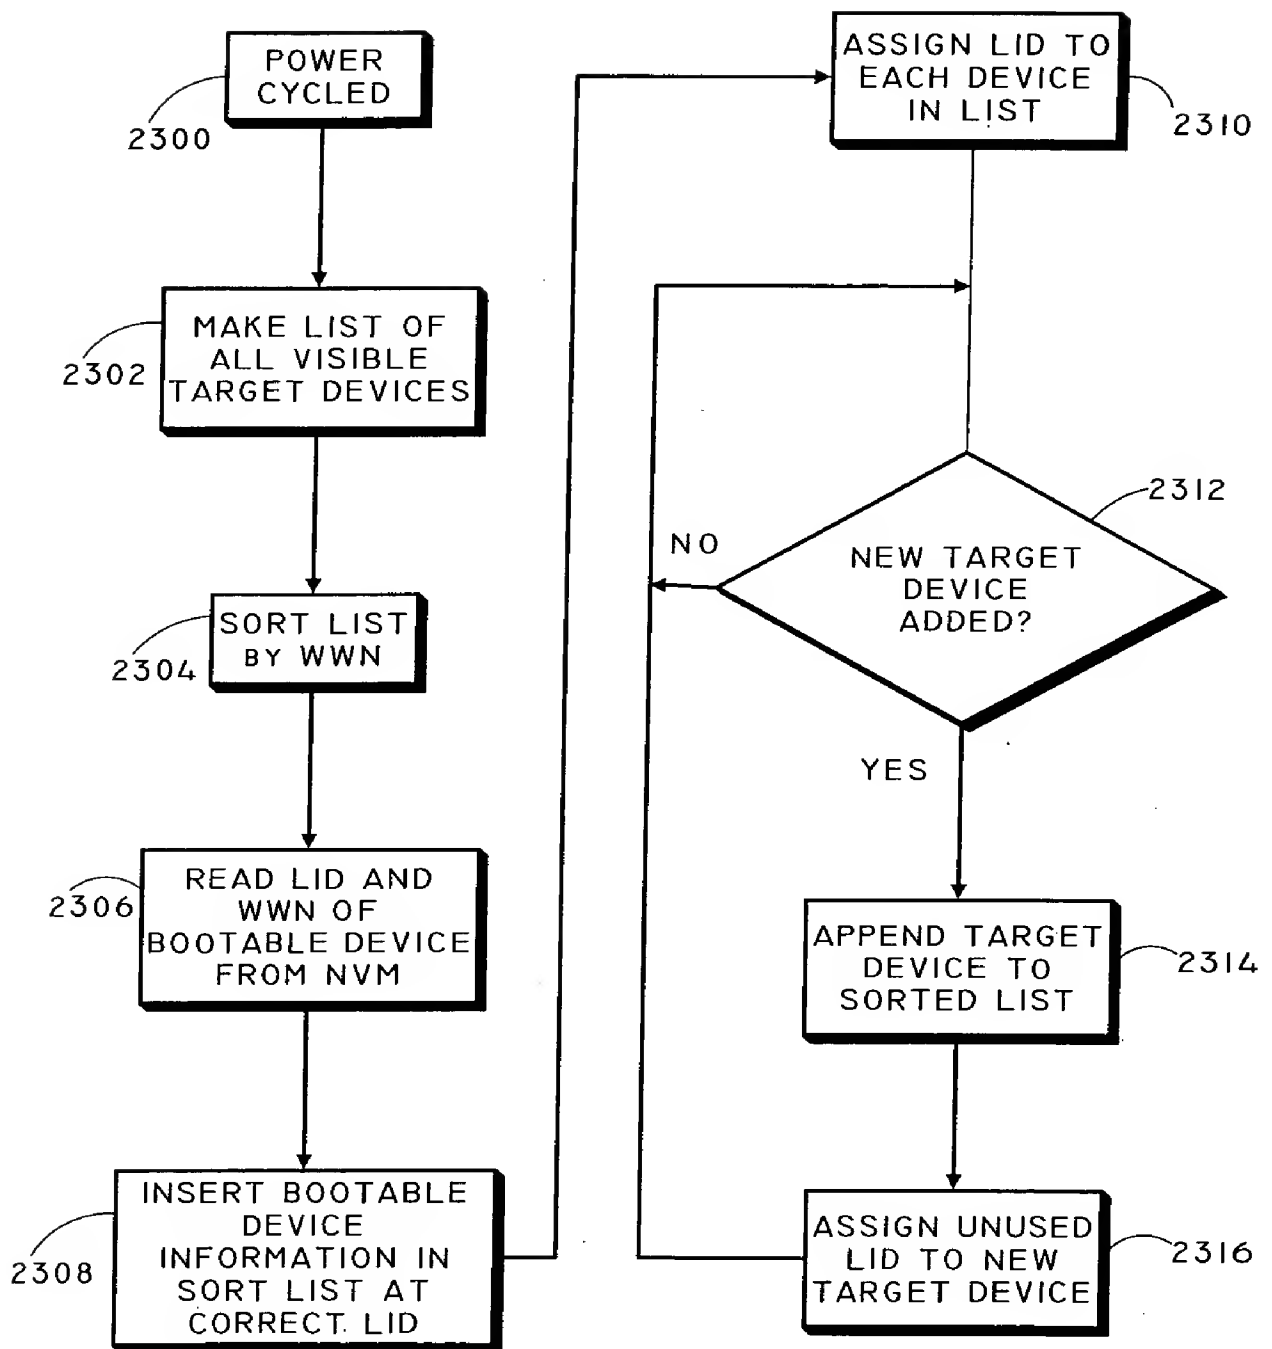 POWER
CYCLED
2300
MAKE LIST OF
ALL VISIBLE
TARGET DEVICES
2302
SORT LIST
BY WWN
2304
READ LID AND
WWN OF
BOOTABLE DEVICE
FROM NVM
2306
INSERT BOOTABLE
DEVICE
INFORMATION IN
SORT LIST AT
CORRECT LID
2308
ASSIGN LID TO
EACH DEVICE
IN LIST
2310
NEW TARGET
DEVICE
ADDED?
2312
NO
YES
APPEND TARGET
DEVICE TO
SORTED LIST
2314
ASSIGN UNUSED
LID TO NEW
TARGET DEVICE
2316